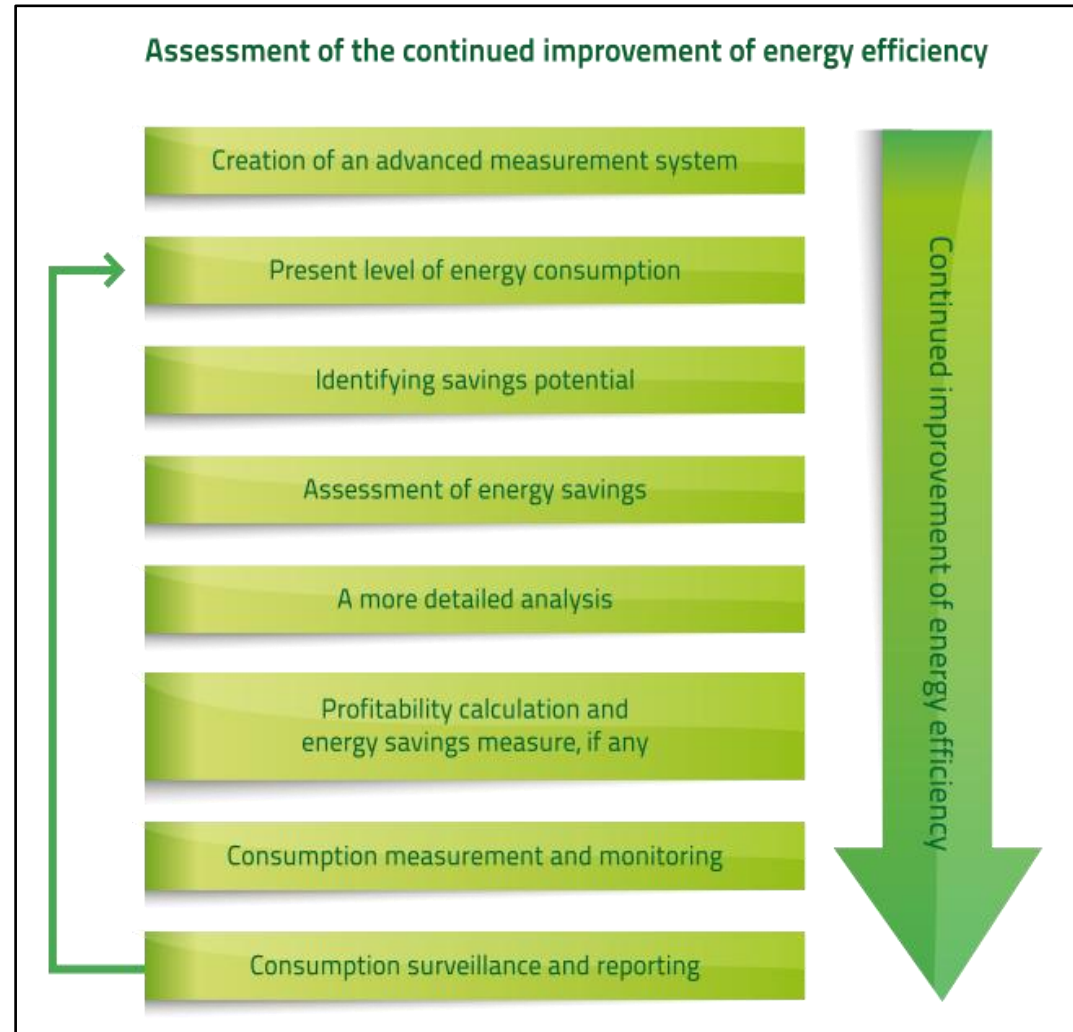 Assessment of the continued improvement of energy efficiency
Creation of an advanced measurement system
Present level of energy consumption
Identifying savings potential
Assessment of energy savings
A more detailed analysis
Profitability calculation and
energy savings measure, if any
Consumption measurement and monitoring
Consumption surveillance and reporting
Continued improvement of energy efficiency